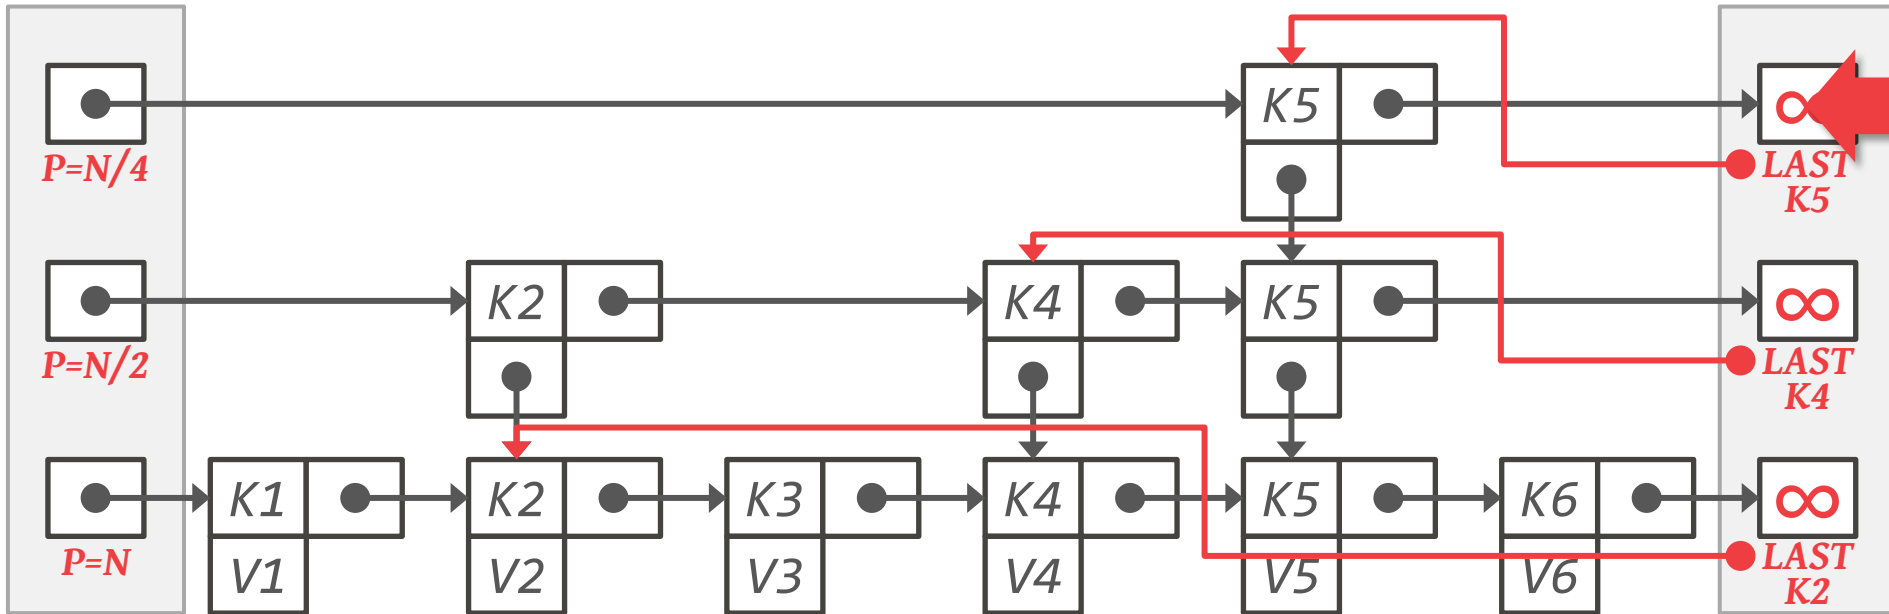 K5 ∞
P=N/4 LAST
K5
K2 K4 K5 ∞
P=N/2 LAST
K4
K1 K2 K3 K4 K5 K6 ∞
P=N V1 V2 V3 V4 V5 V6 LAST
K2